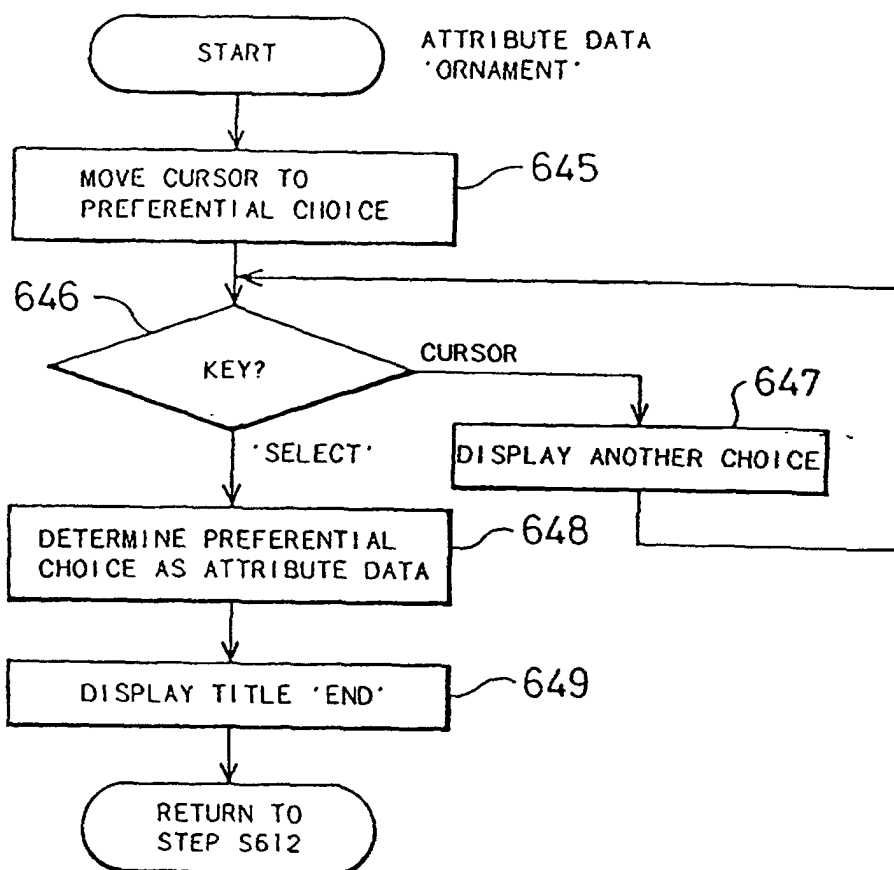 START
ATTRIBUTE DATA
'ORNAMENT'
MOVE CURSOR TO
PREFERENTIAL CHOICE
645
646
KEY?
CURSOR
647
'SELECT'
DISPLAY ANOTHER CHOICE
DETERMINE PREFERENTIAL
CHOICE AS ATTRIBUTE DATA
648
DISPLAY TITLE 'END'
649
RETURN TO
STEP S612